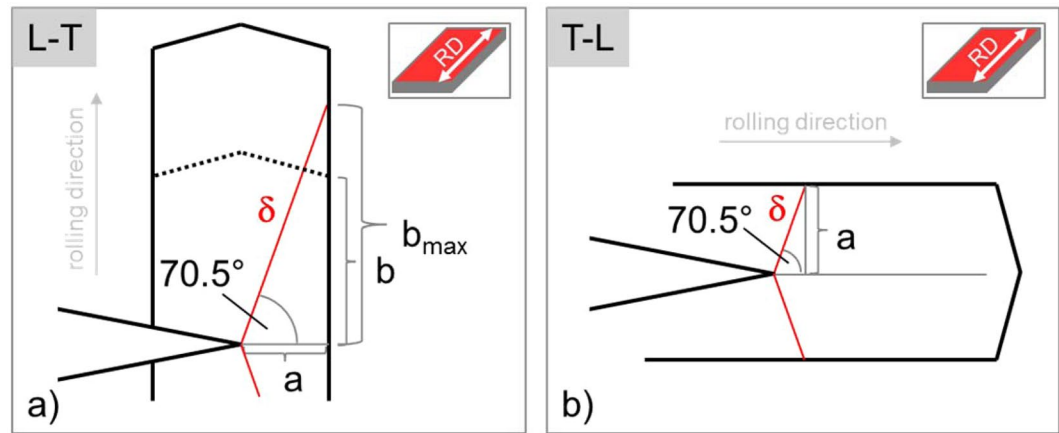 L-T
RD
rolling direction
δ
70.5°
b
bmax
a
a)
T-L
RD
rolling direction
70.5°
δ
a
b)